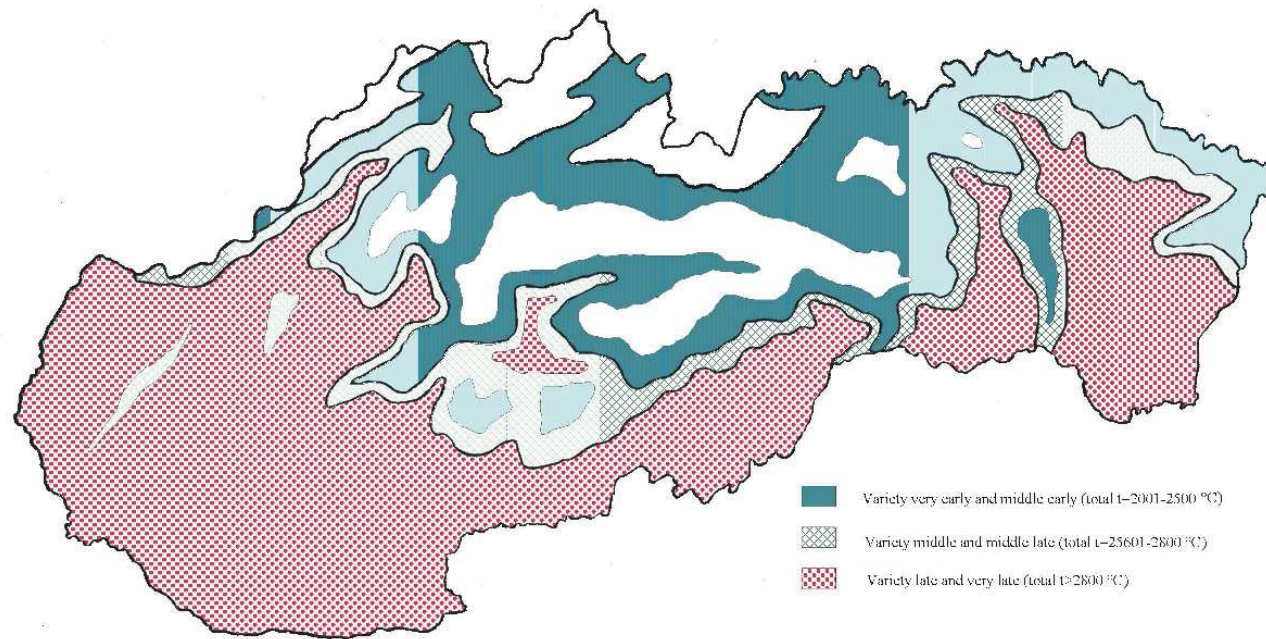 Variety very early and middle early (total t=2001-2500 °C)
Variety middle and middle late (total t=25601-2800 °C)
Variety late and very late (total t>2800 °C)